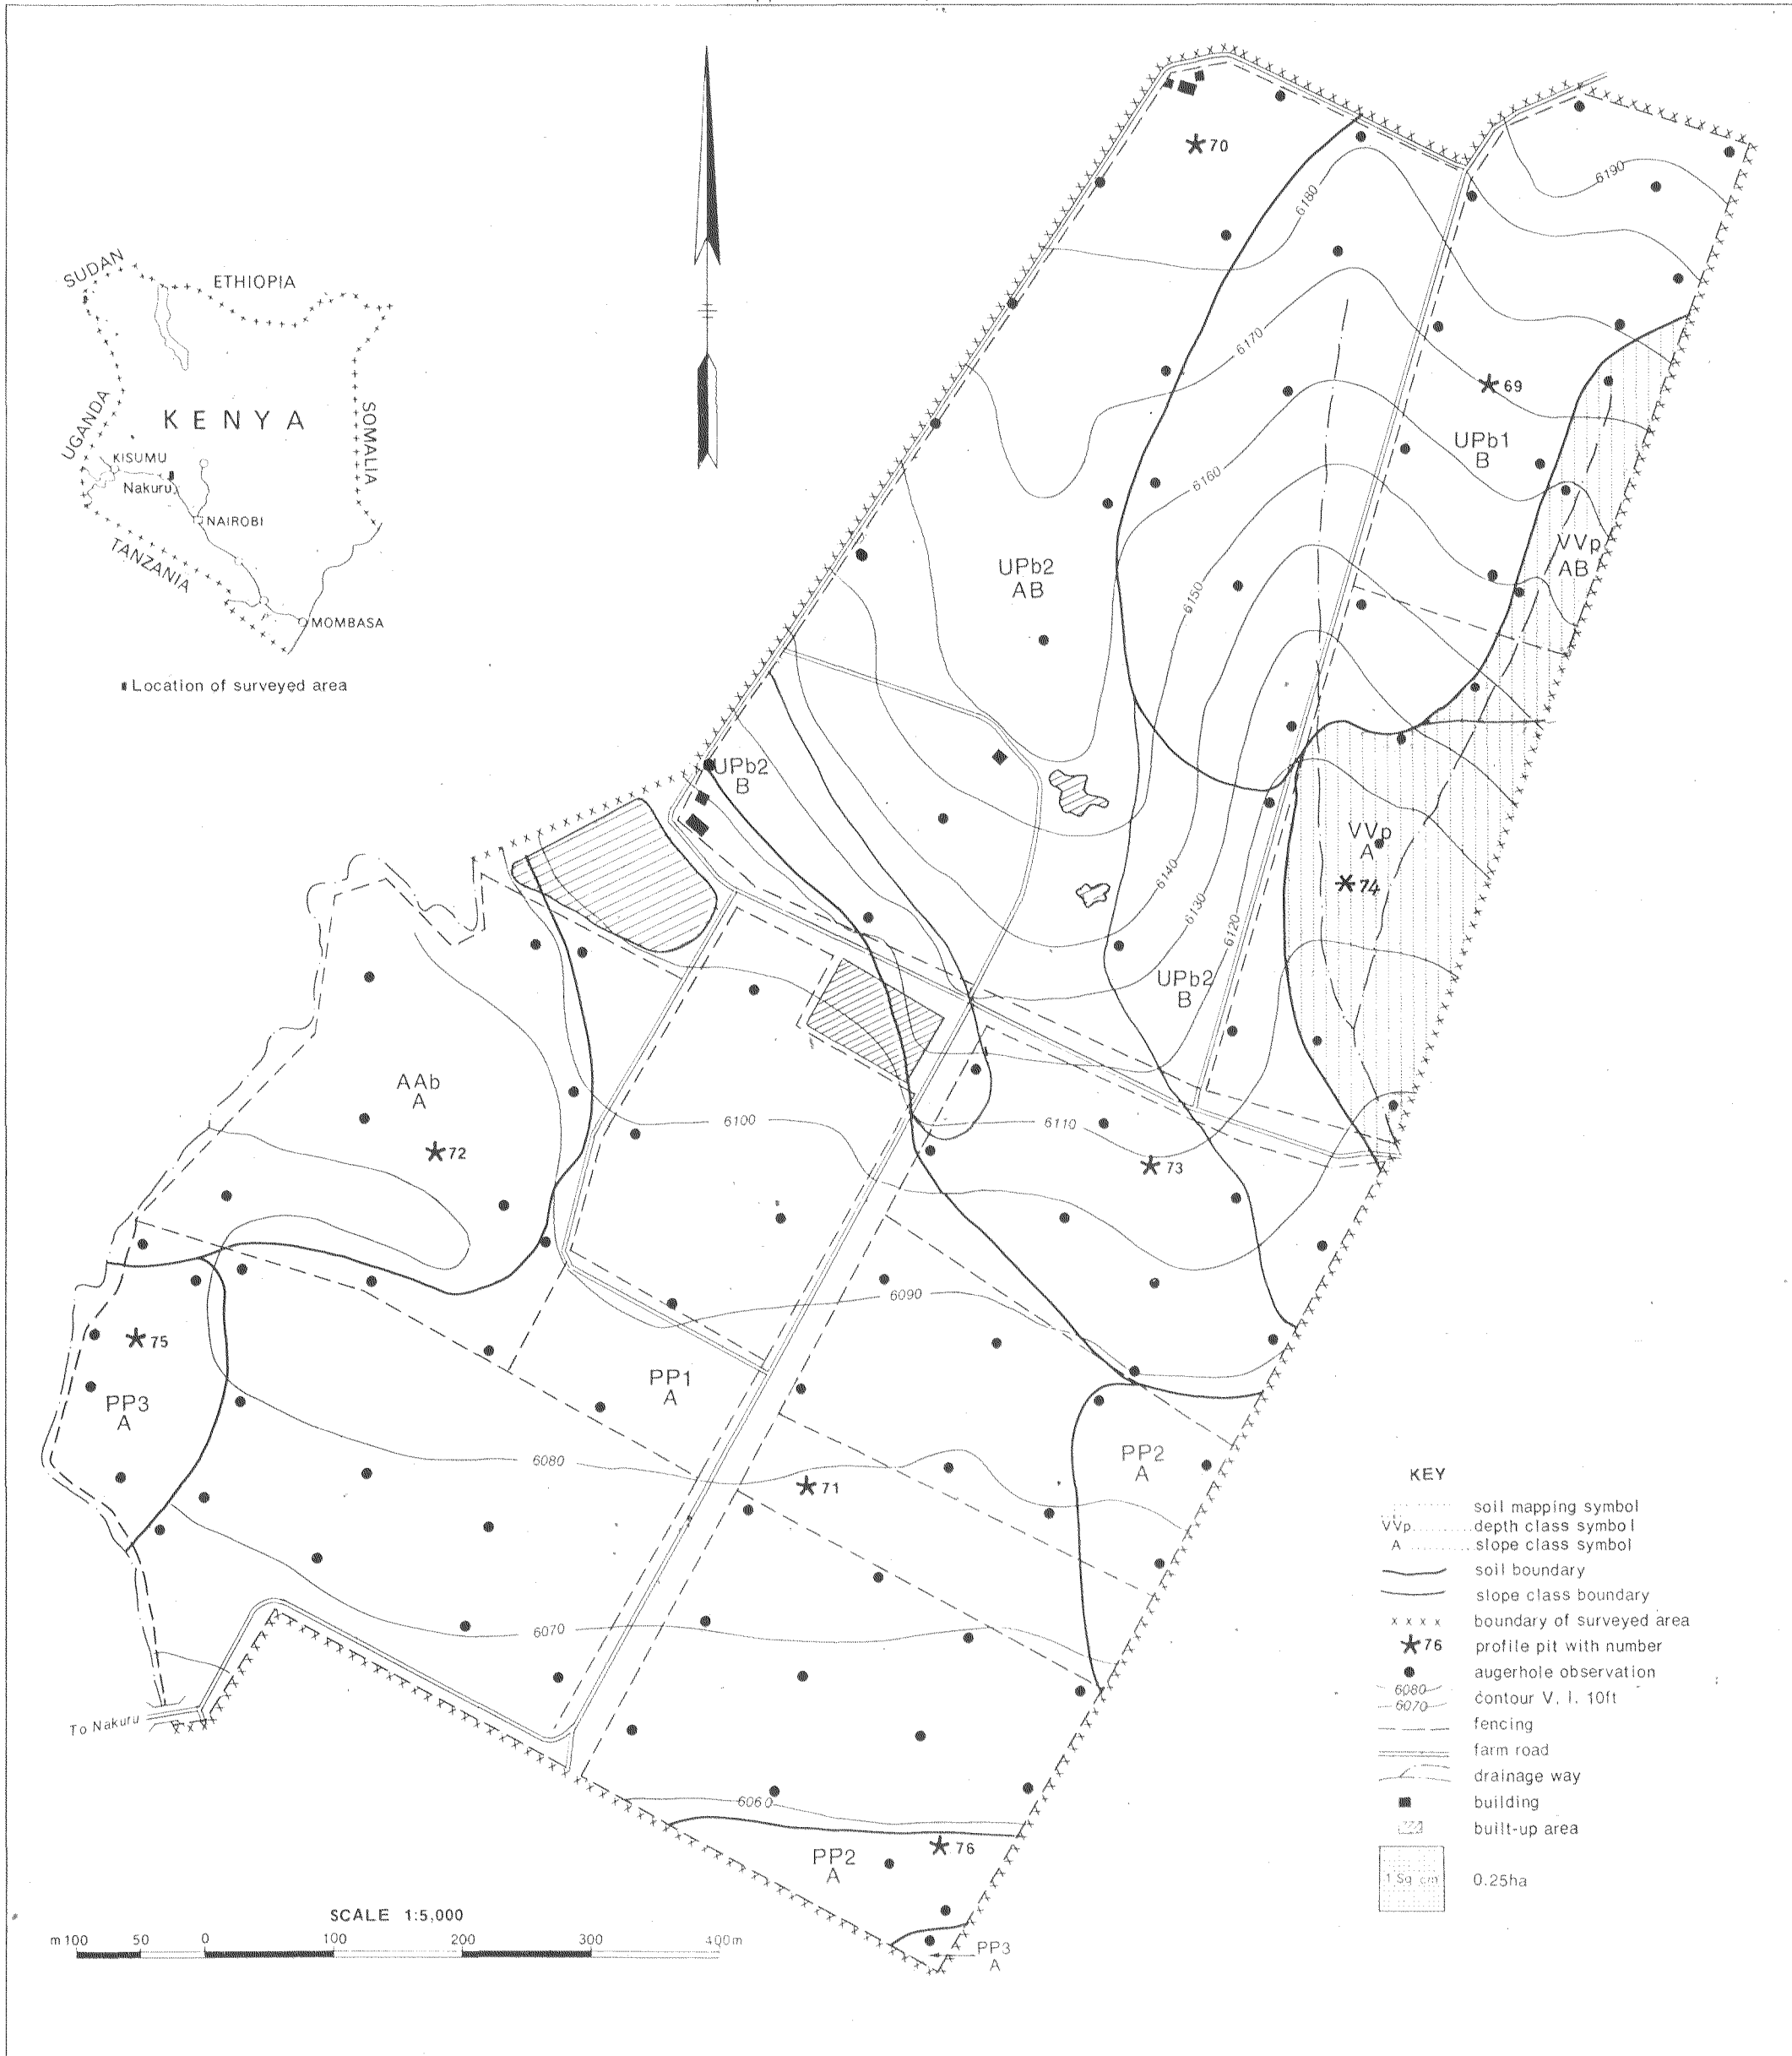 70
6190
6180
SUDAN
ETHIOPIA
6170
69
UGANDA
KENYA
SOMALIA
UPb1
B
KISUMU
Nakuru
6160
NAIROBI
VVp
AB
TANZANIA
UPb2
AB
6150
MOMBASA
Location of surveyed area
UPb2
B
VVp
A
74
6140
6130
6120
UPb2
B
AAb
A
6100
6110
72
73
6090
75
PP1
A
PP3
A
6080
PP2
A
71
6070
To Nakuru
6060
76
PP2
A
PP3
A
KEY
soil mapping symbol
VVp..........depth class symbol
A ..........slope class symbol
soil boundary
slope class boundary
x x x x boundary of surveyed area
76 profile pit with number
augerhole observation
6080
6070 contour V. I. 10ft
fencing
farm road
drainage way
building
built-up area
1 Sq cm 0.25ha
SCALE 1:5,000
m 100 50 0 100 200 300 400m